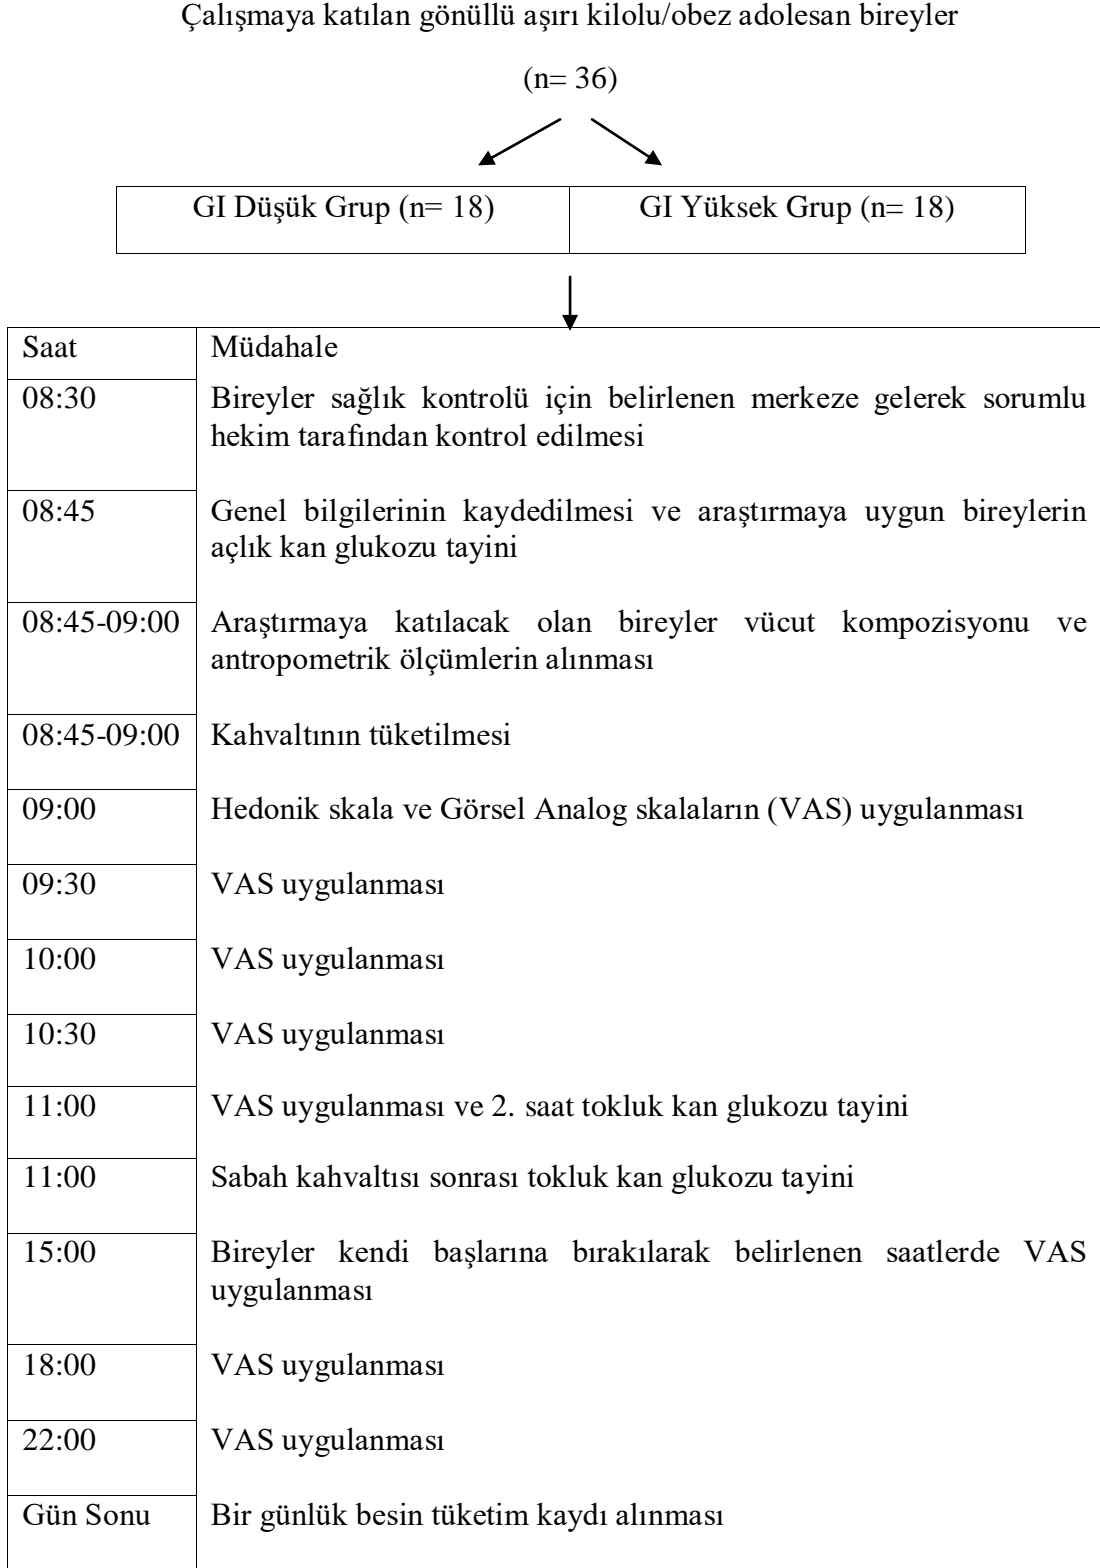 Çalışmaya katılan gönüllü aşırı kilolu/obez adolesan bireyler
(n= 36)
GI Düşük Grup (n= 18) GI Yüksek Grup (n= 18)
Saat Müdahale
08:30 Bireyler sağlık kontrolü için belirlenen merkeze gelerek sorumlu
hekim tarafından kontrol edilmesi
08:45 Genel bilgilerinin kaydedilmesi ve araştırmaya uygun bireylerin
açlık kan glukozu tayini
08:45-09:00 Araştırmaya katılacak olan bireyler vücut kompozisyonu ve
antropometrik ölçümlerin alınması
08:45-09:00 Kahvaltının tüketilmesi
09:00 Hedonik skala ve Görsel Analog skalaların (VAS) uygulanması
09:30 VAS uygulanması
10:00 VAS uygulanması
10:30 VAS uygulanması
11:00 VAS uygulanması ve 2. saat tokluk kan glukozu tayini
11:00 Sabah kahvaltısı sonrası tokluk kan glukozu tayini
15:00 Bireyler kendi başlarına bırakılarak belirlenen saatlerde VAS
uygulanması
18:00 VAS uygulanması
22:00 VAS uygulanması
Gün Sonu Bir günlük besin tüketim kaydı alınması